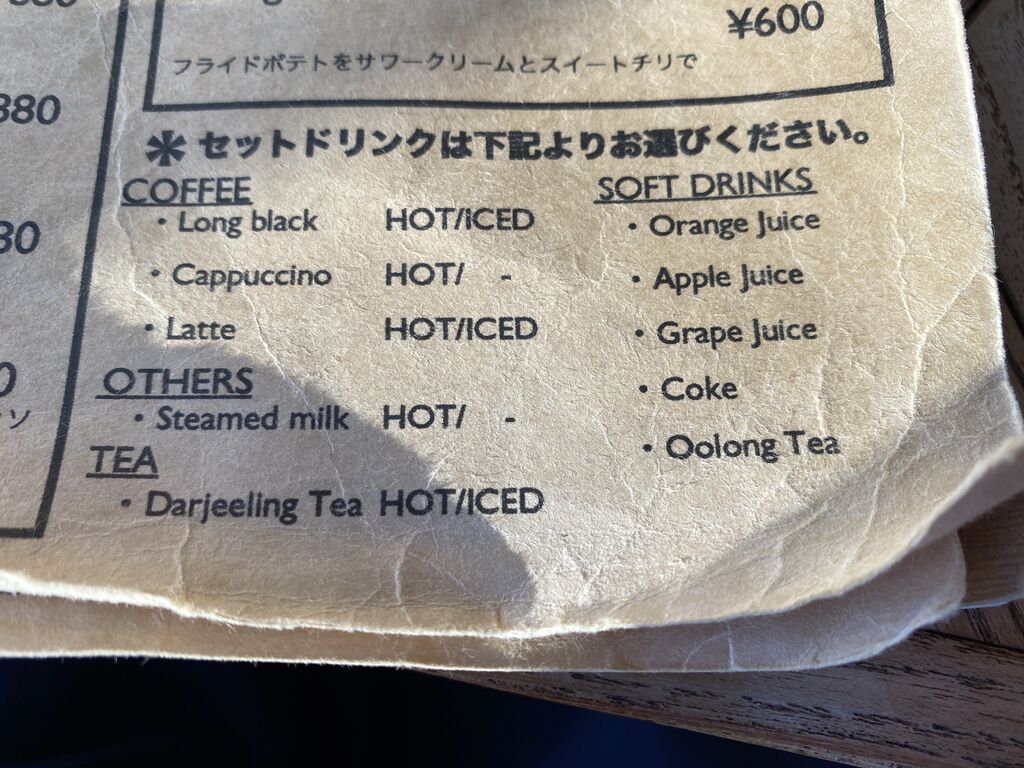 ¥600
フライドポテトをサワークリームとスイートチリで
＊セットドリンクは下記よりお選びください。
COFFEE
・Long black HOT/ICED
・Cappuccino HOT/ -
・Latte HOT/ICED
OTHERS
・Steamed milk HOT/ -
TEA
・Darjeeling Tea HOT/ICED
SOFT DRINKS
・Orange Juice
・Apple Juice
・Grape Juice
・Coke
・Oolong Tea